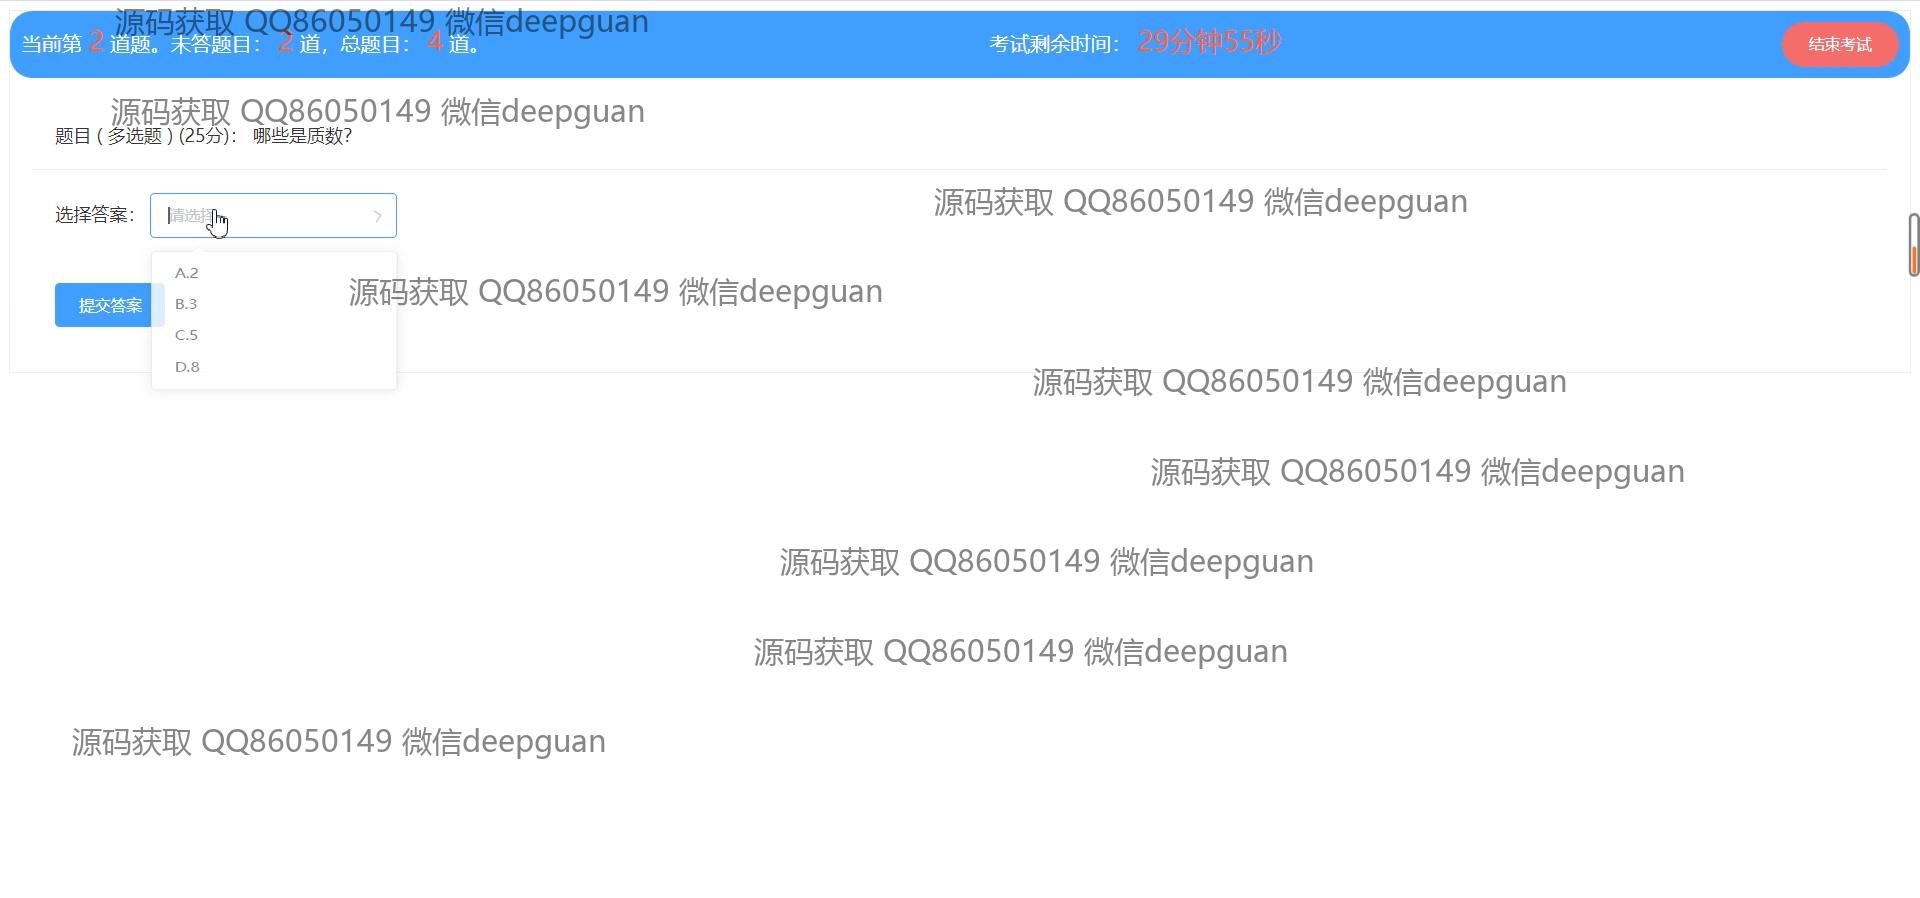 源码获取 QQ86050149 微信deepguan
当前第 2 道题。未答题目： 2 道，总题目： 4 道。
考试剩余时间： 29分钟55秒
结束考试
源码获取 QQ86050149 微信deepguan
题目 ( 多选题 ) (25分)： 哪些是质数?
源码获取 QQ86050149 微信deepguan
选择答案：
请选择
A.2
源码获取 QQ86050149 微信deepguan
提交答案
B.3
C.5
D.8
源码获取 QQ86050149 微信deepguan
源码获取 QQ86050149 微信deepguan
源码获取 QQ86050149 微信deepguan
源码获取 QQ86050149 微信deepguan
源码获取 QQ86050149 微信deepguan